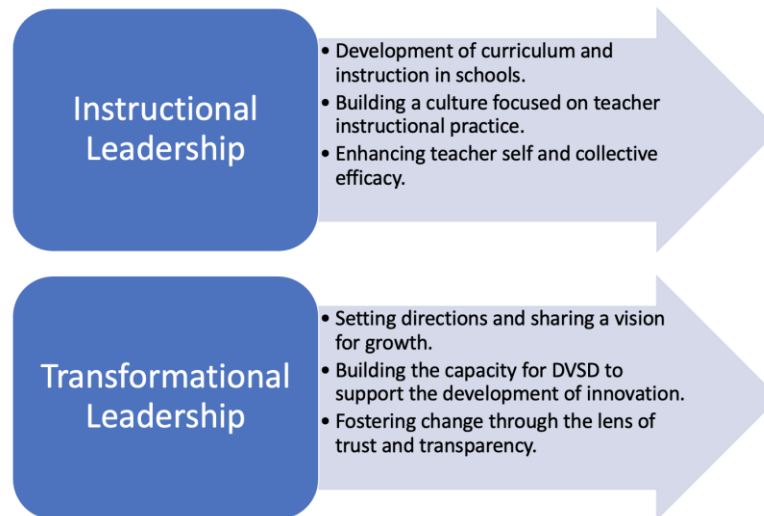 Instructional
Leadership
• Development of curriculum and
instruction in schools.
• Building a culture focused on teacher
instructional practice.
• Enhancing teacher self and collective
efficacy.
Transformational
Leadership
• Setting directions and sharing a vision
for growth.
• Building the capacity for DVSD to
support the development of innovation.
• Fostering change through the lens of
trust and transparency.